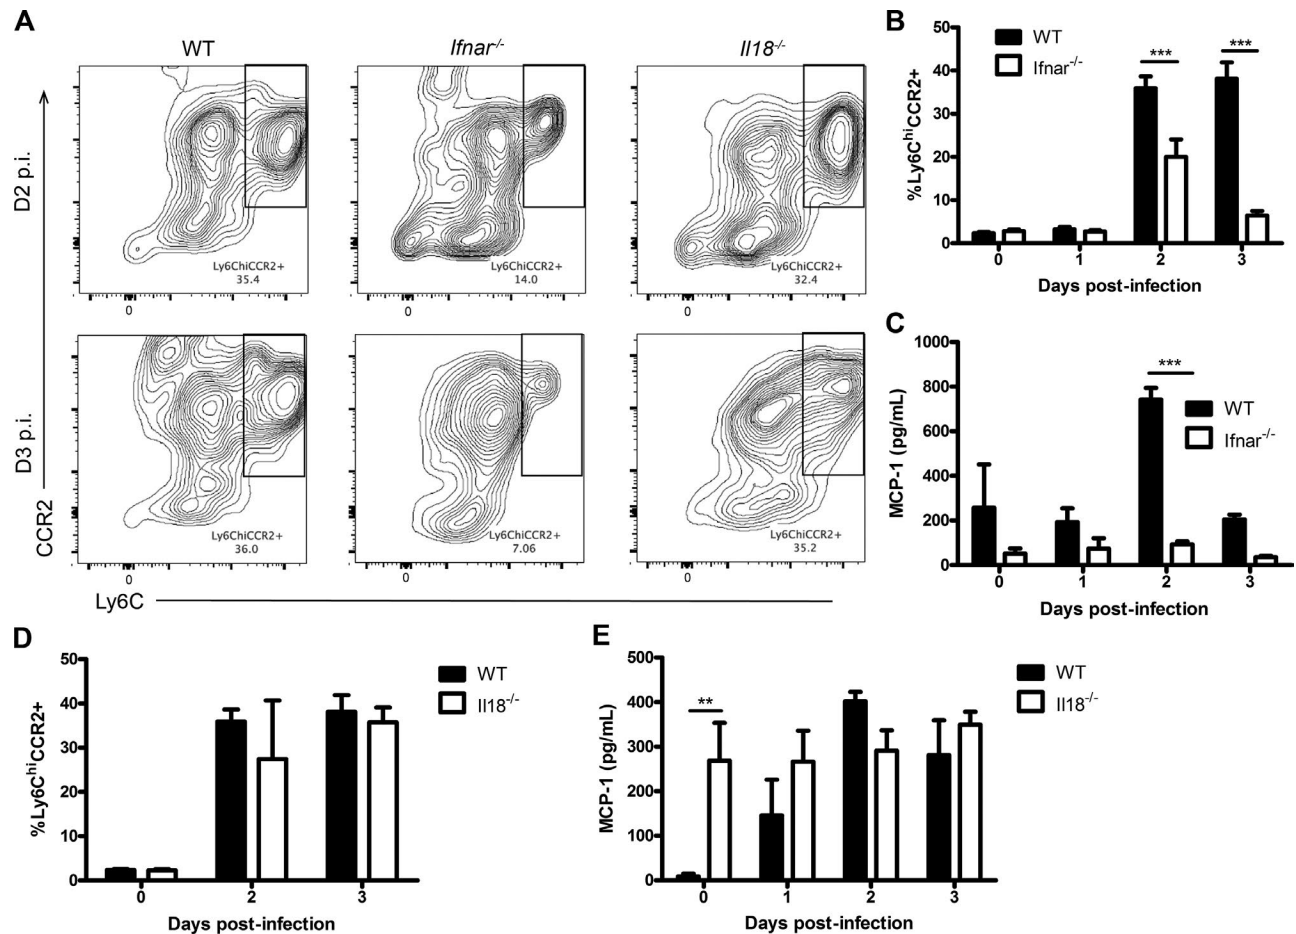 A
WT
Ifnar-/-
Il18-/-
D2 p.i.
Ly6ChiCCR2+
35.4
0
Ly6ChiCCR2+
14.0
0
Ly6ChiCCR2+
32.4
0
D3 p.i.
CCR2
Ly6ChiCCR2+
36.0
0
Ly6ChiCCR2+
7.06
0
Ly6ChiCCR2+
35.2
0
Ly6C
B
WT
Ifnar-/-
***
***
%Ly6ChiCCR2+
50
40
30
20
10
0
0 1 2 3
Days post-infection
C
***
WT
Ifnar-/-
MCP-1 (pg/mL)
1000
800
600
400
200
0
0 1 2 3
Days post-infection
D
WT
Il18-/-
%Ly6ChiCCR2+
50
40
30
20
10
0
0 2 3
Days post-infection
E
**
WT
Il18-/-
MCP-1 (pg/mL)
500
400
300
200
100
0
0 1 2 3
Days post-infection